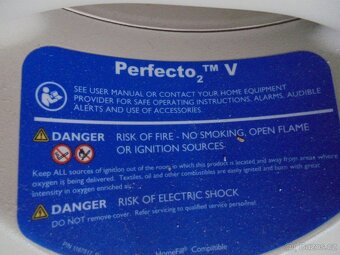 Perfecto₂™ V
SEE USER MANUAL OR CONTACT YOUR HOME EQUIPMENT
PROVIDER FOR SAFE OPERATING INSTRUCTIONS, ALARMS, AUDIBLE
ALERTS AND USE OF ACCESSORIES.
DANGER RISK OF FIRE - NO SMOKING, OPEN FLAME
OR IGNITION SOURCES.
Keep ALL sources of ignition out of the room in which this product is located and away from areas where
oxygen is being delivered. Textiles, oil and other combustibles are easily ignited and burn with great
intensity in oxygen enriched air.
DANGER RISK OF ELECTRIC SHOCK
DO NOT remove cover. Refer servicing to qualified service personnel.
P/N
HomeFill® Compatible